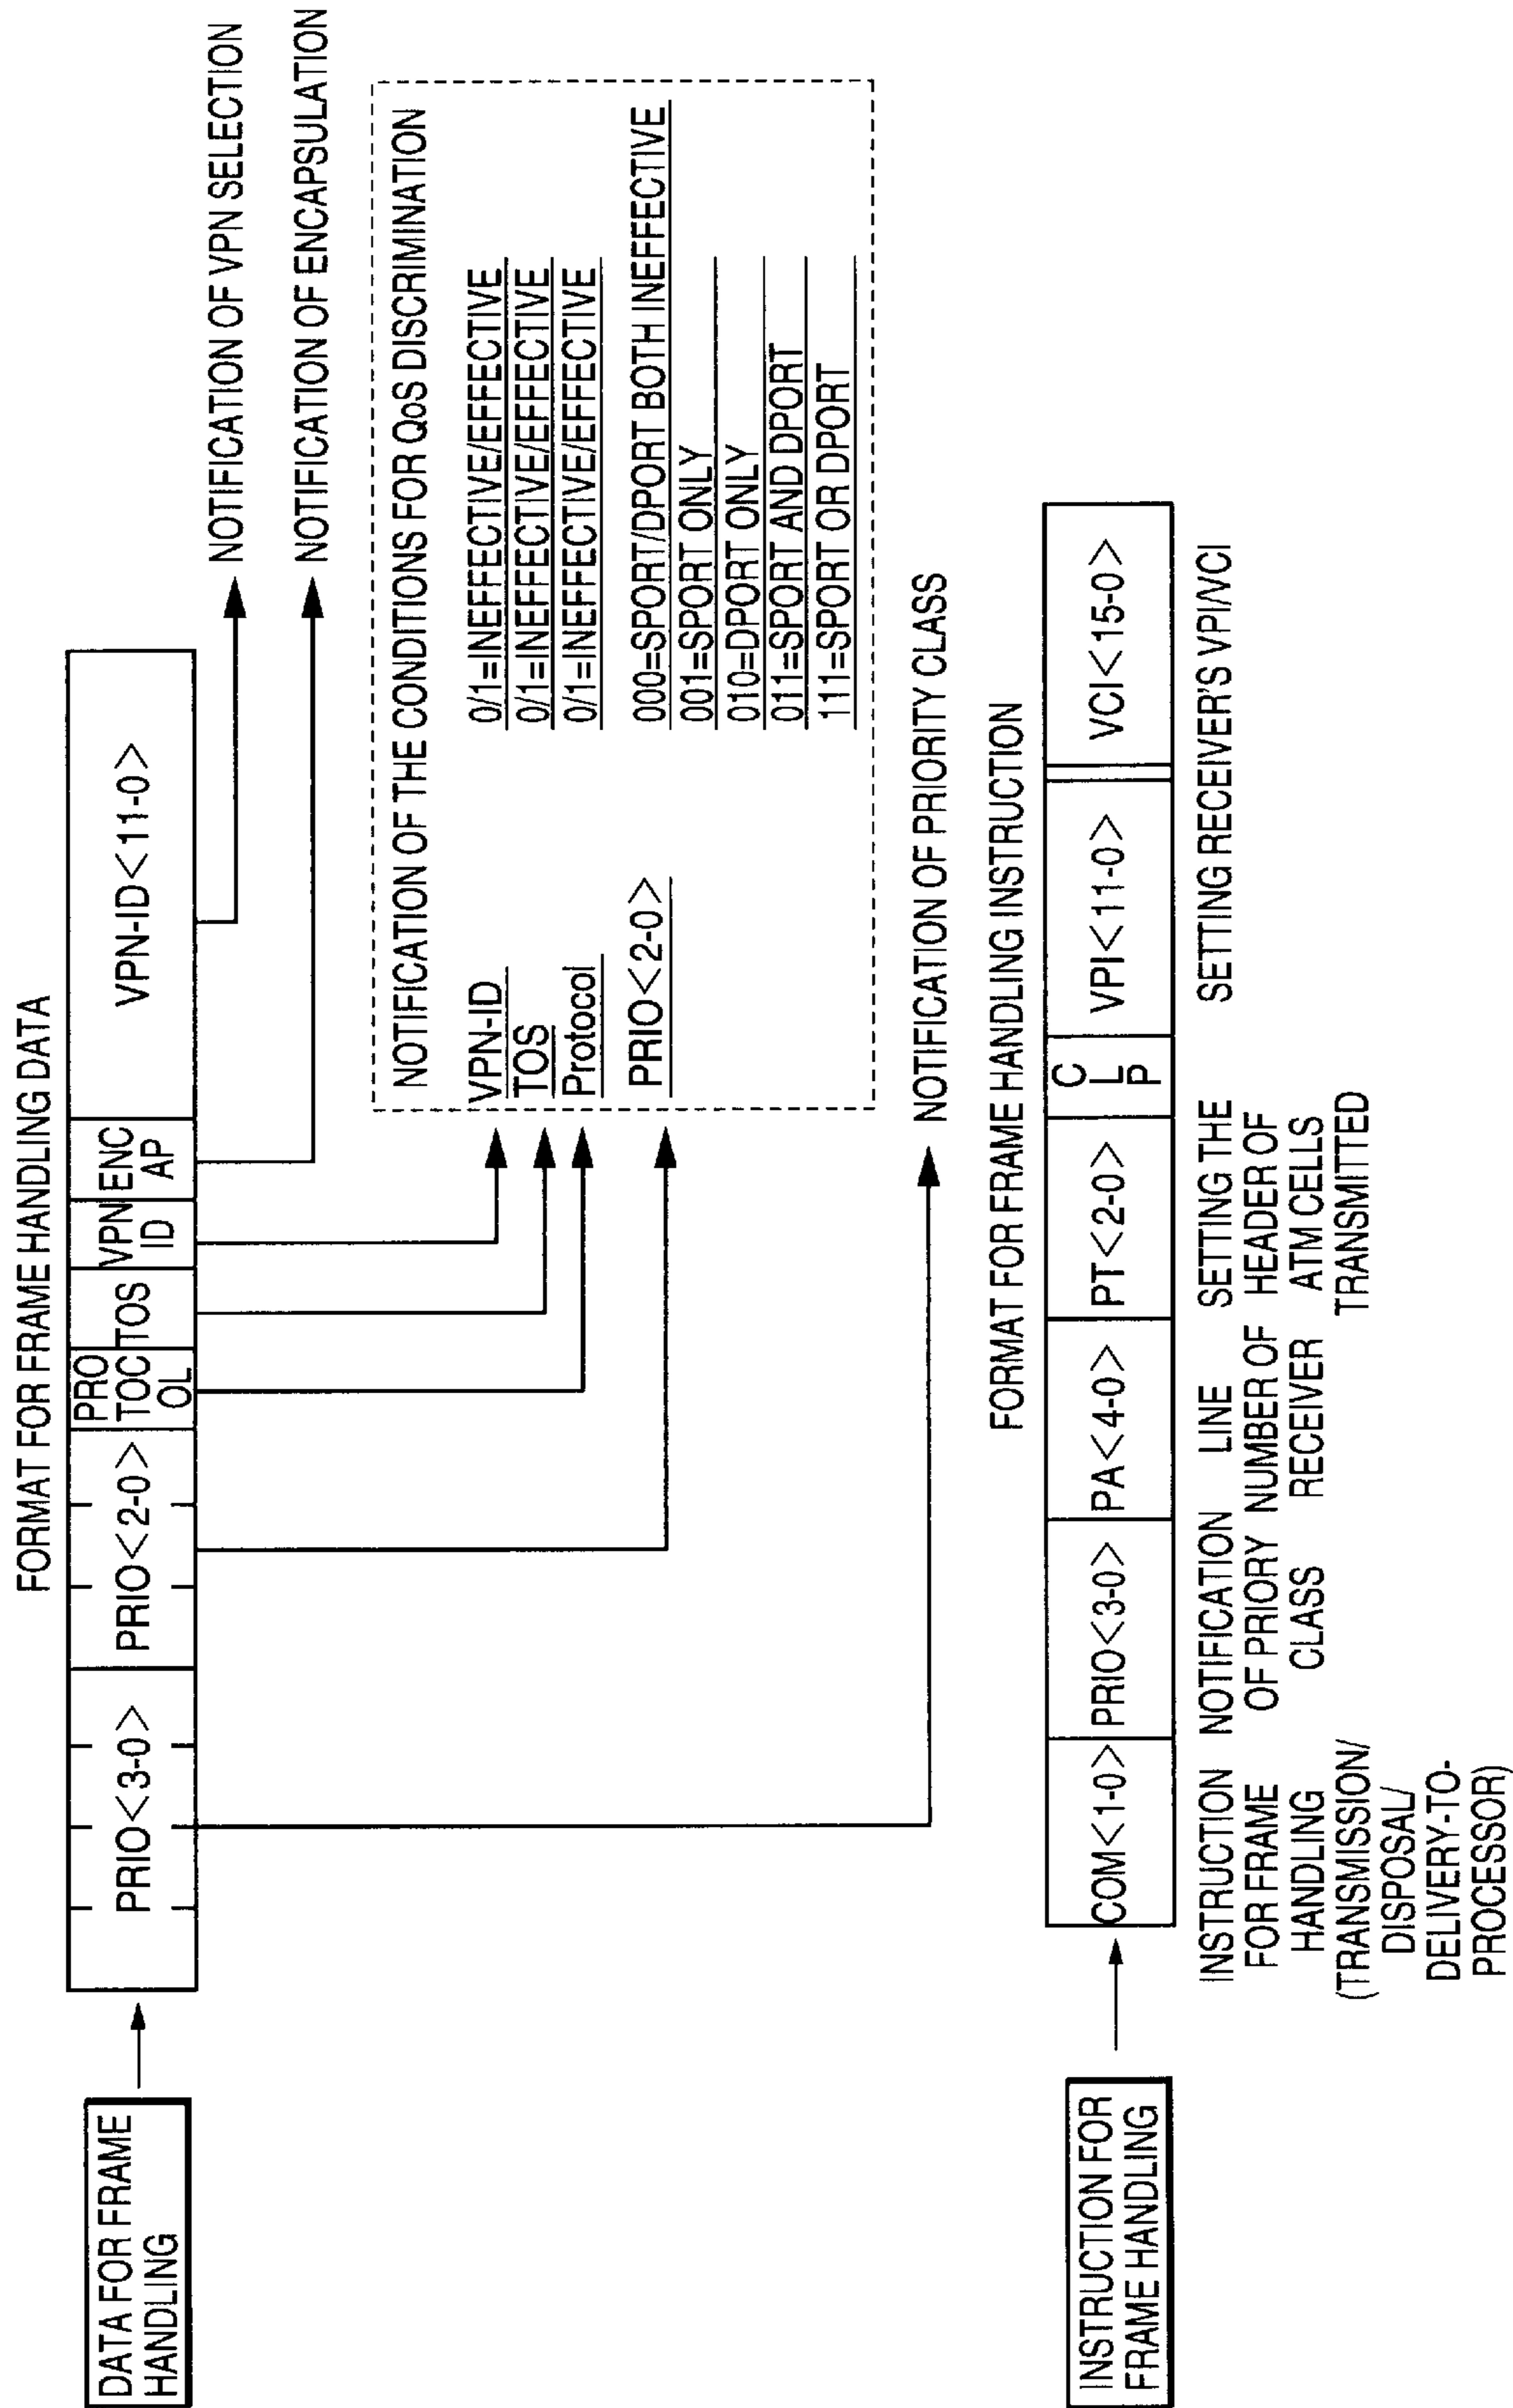 FORMAT FOR FRAME HANDLING DATA
DATA FOR FRAME
HANDLING
PRIO<3-0>
PRIO<2-0>
PRO
TOC
OL
TOS
VPN
ID
ENC
AP
VPN-ID<11-0>
NOTIFICATION OF VPN SELECTION
NOTIFICATION OF ENCAPSULATION
NOTIFICATION OF THE CONDITIONS FOR QoS DISCRIMINATION
VPN-ID 0/1=INEFFECTIVE/EFFECTIVE
TOS 0/1=INEFFECTIVE/EFFECTIVE
Protocol 0/1=INEFFECTIVE/EFFECTIVE
PRIO<2-0> 000=SPORT/DPORT BOTH INEFFECTIVE
001=SPORT ONLY
010=DPORT ONLY
011=SPORT AND DPORT
111=SPORT OR DPORT
NOTIFICATION OF PRIORITY CLASS
FORMAT FOR FRAME HANDLING INSTRUCTION
INSTRUCTION FOR
FRAME HANDLING
COM<1-0>
PRIO<3-0>
PA<4-0>
PT<2-0>
C
L
P
VPI<11-0>
VCI<15-0>
INSTRUCTION
FOR FRAME
HANDLING
(TRANSMISSION/
DISPOSAL/
DELIVERY-TO-
PROCESSOR)
NOTIFICATION
OF PRIORY
CLASS
LINE
NUMBER OF
RECEIVER
SETTING THE
HEADER OF
ATM CELLS
TRANSMITTED
SETTING RECEIVER'S VPI/VCI